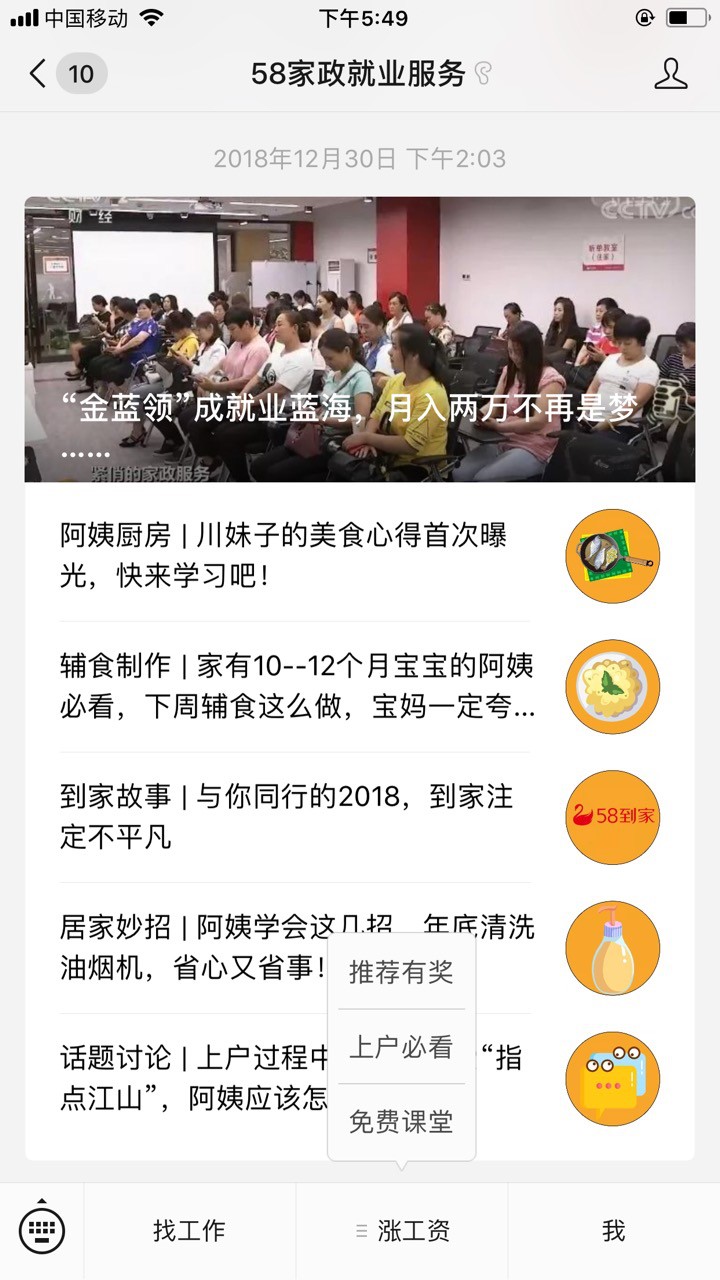 中国移动
下午5:49
10
58家政就业服务
2018年12月30日 下午2:03
财经
CCTV
“金蓝领”成就业蓝海，月入两万不再是梦
……
紧俏的家政服务
阿姨厨房 | 川妹子的美食心得首次曝
光，快来学习吧！
辅食制作 | 家有10--12个月宝宝的阿姨
必看，下周辅食这么做，宝妈一定夸...
到家故事 | 与你同行的2018，到家注
定不平凡
58到家
居家妙招 | 阿姨学会这几招，年底清洗
油烟机，省心又省事！
话题讨论 | 上户过程中
“指
点江山”，阿姨应该怎
推荐有奖
上户必看
免费课堂
找工作
涨工资
我